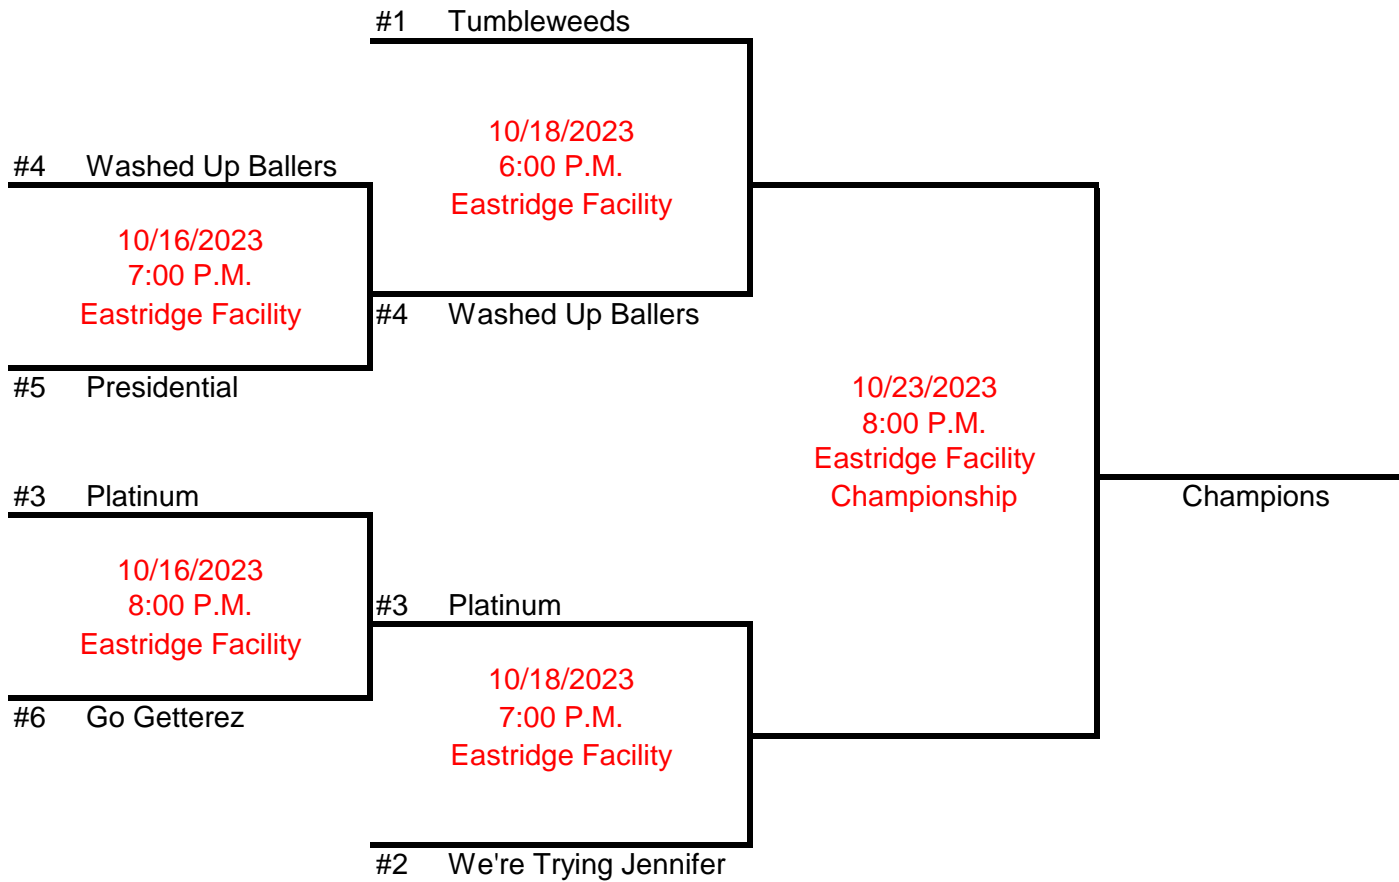 #1 Tumbleweeds
10/18/2023
6:00 P.M.
Eastridge Facility
#4 Washed Up Ballers
10/16/2023
7:00 P.M.
Eastridge Facility
#4 Washed Up Ballers
#5 Presidential
10/23/2023
8:00 P.M.
Eastridge Facility
Championship
Champions
#3 Platinum
10/16/2023
8:00 P.M.
Eastridge Facility
#3 Platinum
#6 Go Getterez
10/18/2023
7:00 P.M.
Eastridge Facility
#2 We're Trying Jennifer